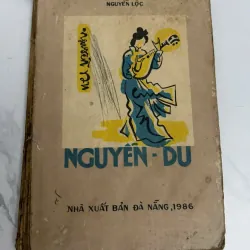 NGUYỄN LỘC
NGUYỄN - DU
NHÀ XUẤT BẢN ĐÀ NẴNG, 1986